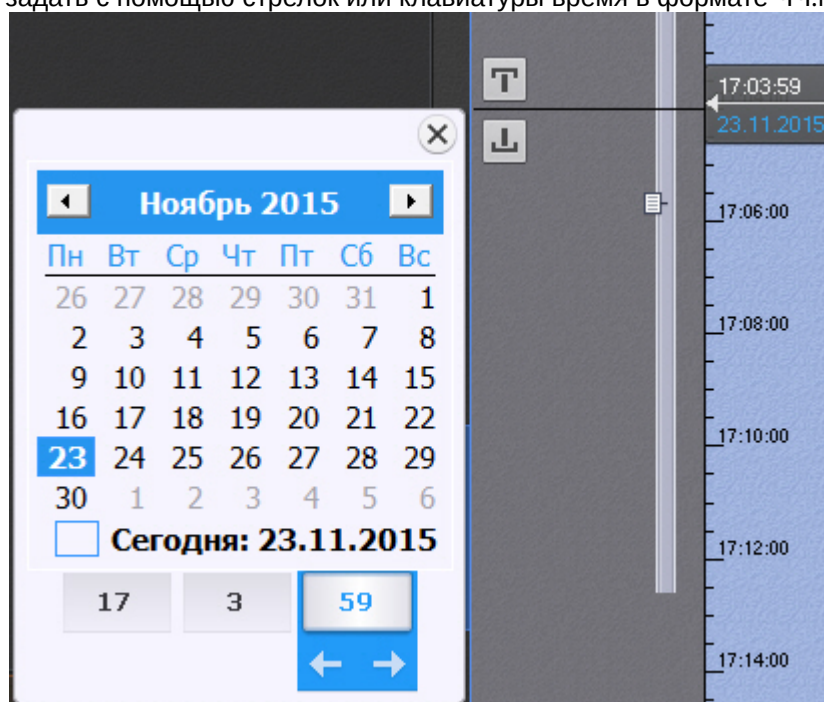 задать с помощью стрелок или клавиатуры время в формате
17:03:59
23.11.2015
Ноябрь 2015
Пн Вт Ср Чт Пт Сб Вс
26 27 28 29 30 31 1
2 3 4 5 6 7 8
9 10 11 12 13 14 15
16 17 18 19 20 21 22
23 24 25 26 27 28 29
30 1 2 3 4 5 6
Сегодня: 23.11.2015
17 3 59
17:06:00
17:08:00
17:10:00
17:12:00
17:14:00